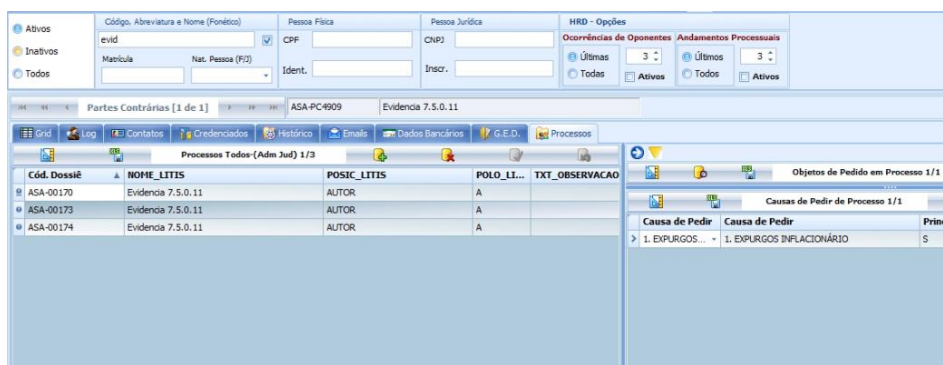 Ativos
Inativos
Todos
Código, Abreviatura e Nome (Fonético)
evid
Matrícula
Nat. Pessoa (F/J)
Pessoa Física
CPF
Ident.
Pessoa Jurídica
CNPJ
Inscr.
HRD - Opções
Ocorrências de Oponentes Andamentos Processuais
Últimas 3 Últimos 3
Todas Ativos Todos Ativos
Partes Contrárias [1 de 1] ASA-PC4909 Evidencia 7.5.0.11
Grid Log Contatos Credenciados Histórico Emails Dados Bancários G.E.D. Processos
Processos Todos-(Adm Jud) 1/3
Cód. Dossiê NOME_LITIS POSIC_LITIS POLO_LI... TXT_OBSERVACAO
ASA-00170 Evidencia 7.5.0.11 AUTOR A
ASA-00173 Evidencia 7.5.0.11 AUTOR A
ASA-00174 Evidencia 7.5.0.11 AUTOR A
Objetos de Pedido em Processo 1/1
Causas de Pedir de Processo 1/1
Causa de Pedir Causa de Pedir Princ
1. EXPURGOS... 1. EXPURGOS INFLACIONÁRIO S